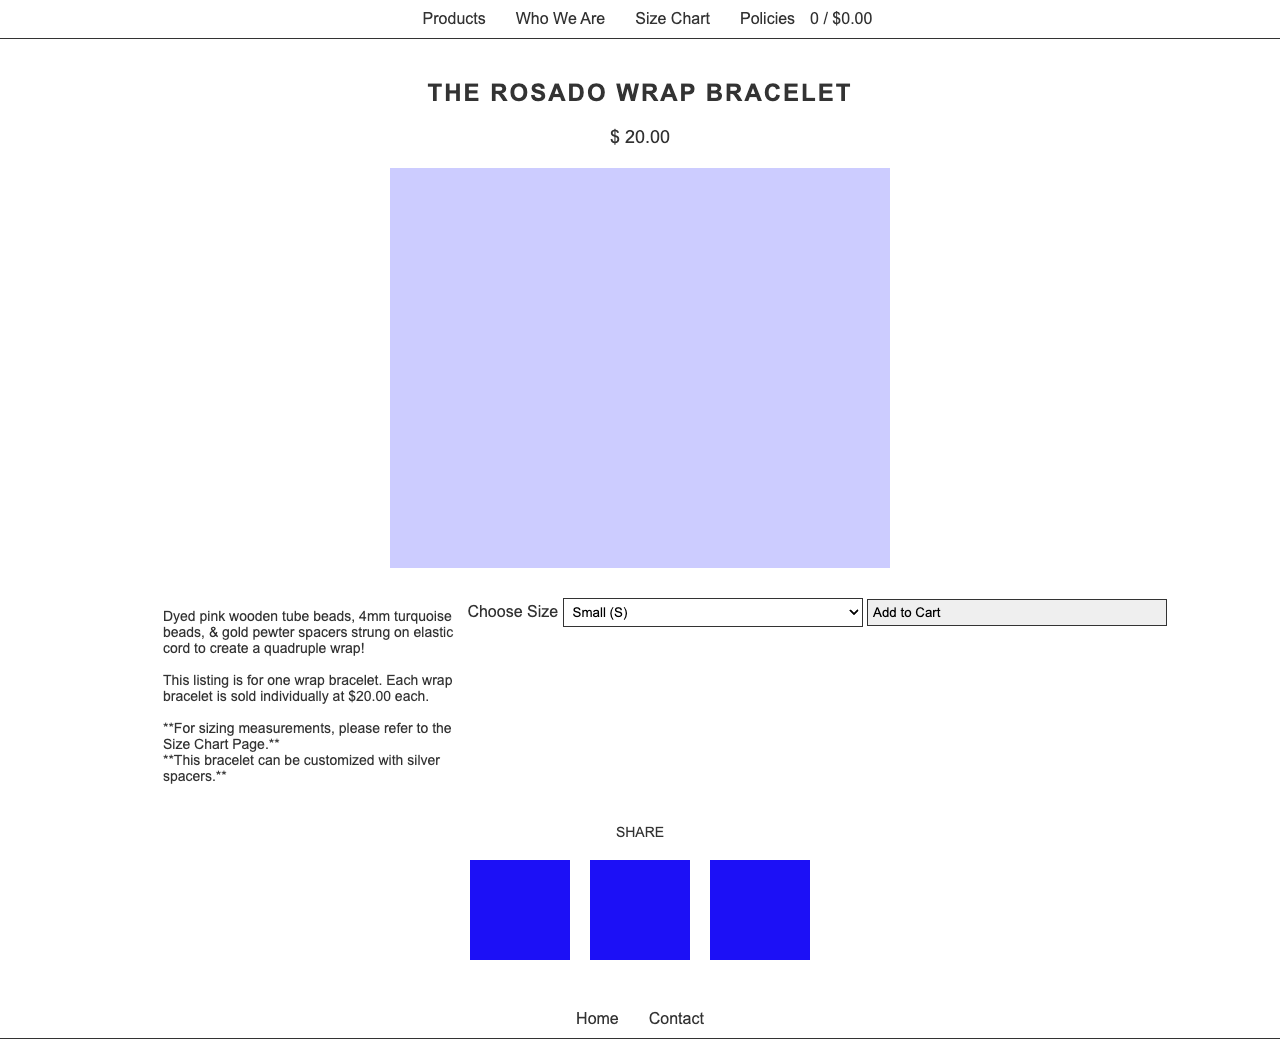 Products Who We Are Size Chart Policies 0 / $0.00
THE ROSADO WRAP BRACELET
$ 20.00
Dyed pink wooden tube beads, 4mm turquoise
beads, & gold pewter spacers strung on elastic
cord to create a quadruple wrap!
This listing is for one wrap bracelet. Each wrap
bracelet is sold individually at $20.00 each.
**For sizing measurements, please refer to the
Size Chart Page.**
**This bracelet can be customized with silver
spacers.**
Choose Size Small (S) Add to Cart
SHARE
Home Contact